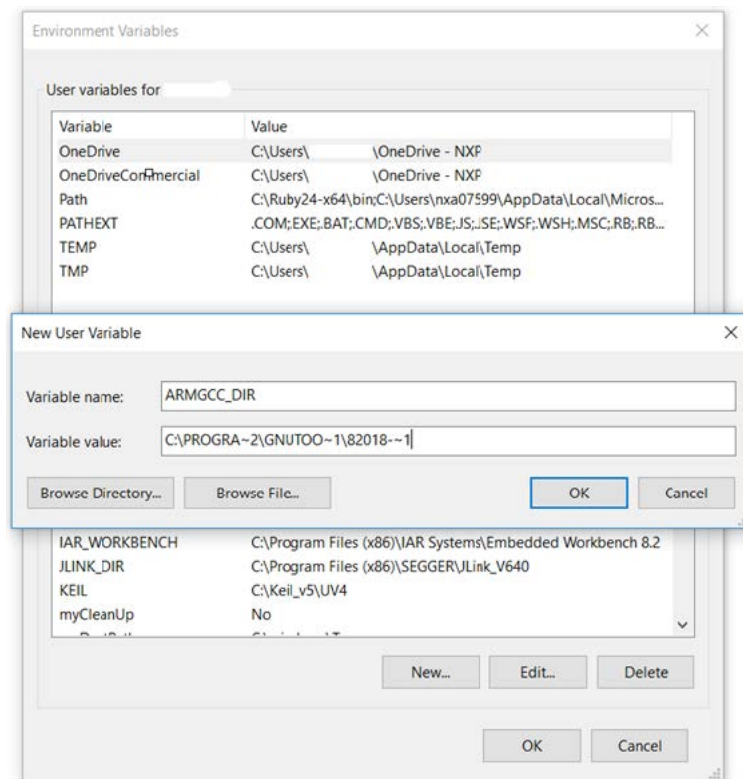 Environment Variables
User variables for
Variable Value
OneDrive C:\Users\ \OneDrive - NXP
OneDriveCommercial C:\Users\ \OneDrive - NXP
Path C:\Ruby24-x64\bin;C:\Users\nxa07599\AppData\Local\Micros...
PATHEXT .COM;.EXE;.BAT;.CMD;.VBS;.VBE;.JS;.JSE;.WSF;.WSH;.MSC;.RB;.RB...
TEMP C:\Users\ \AppData\Local\Temp
TMP C:\Users\ \AppData\Local\Temp
New User Variable
Variable name: ARMGCC_DIR
Variable value: C:\PROGRA~2\GNUTOO~1\82018-~1
Browse Directory... Browse File... OK Cancel
IAR_WORKBENCH C:\Program Files (x86)\IAR Systems\Embedded Workbench 8.2
JLINK_DIR C:\Program Files (x86)\SEGGER\JLink_V640
KEIL C:\Keil_v5\UV4
myCleanUp No
New... Edit... Delete
OK Cancel